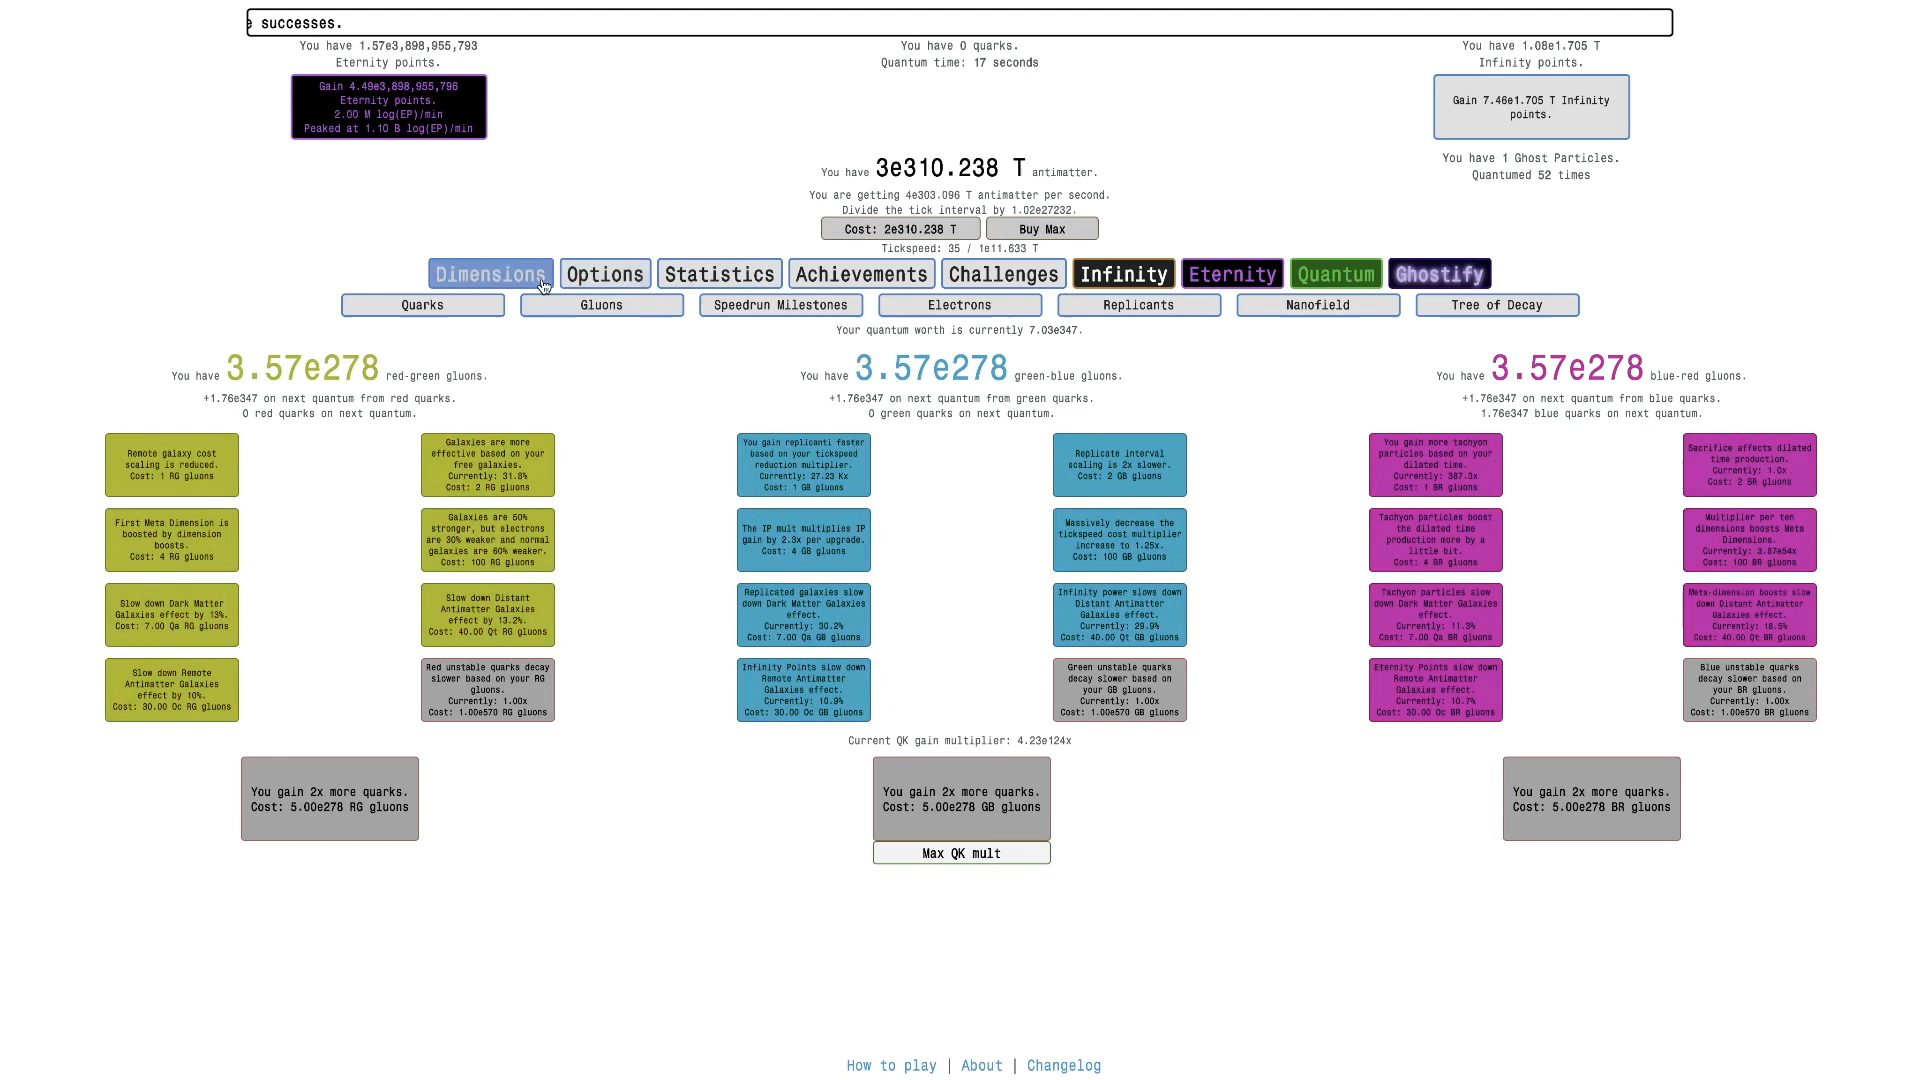 successes.
You have 1.57e3,898,955,793
Eternity points.
Gain 4.49e3,898,955,796
Eternity points.
2.00 M log(EP)/min
Peaked at 1.10 B log(EP)/min
You have 0 quarks.
Quantum time: 17 seconds
You have 1.08e1.705 T
Infinity points.
Gain 7.46e1.705 T Infinity
points.
You have 1 Ghost Particles.
Quantumed 52 times
You have 3e310.238 T antimatter.
You are getting 4e303.096 T antimatter per second.
Divide the tick interval by 1.02e27232.
Cost: 2e310.238 T
Buy Max
Tickspeed: 35 / 1e11.633 T
Dimensions
Options
Statistics
Achievements
Challenges
Infinity
Eternity
Quantum
Ghostify
Quarks
Gluons
Speedrun Milestones
Electrons
Replicants
Nanofield
Tree of Decay
Your quantum worth is currently 7.03e347.
You have 3.57e278 red-green gluons.
+1.76e347 on next quantum from red quarks.
0 red quarks on next quantum.
You have 3.57e278 green-blue gluons.
+1.76e347 on next quantum from green quarks.
0 green quarks on next quantum.
You have 3.57e278 blue-red gluons.
+1.76e347 on next quantum from blue quarks.
1.76e347 blue quarks on next quantum.
Remote galaxy cost
scaling is reduced.
Cost: 1 RG gluons
Galaxies are more
effective based on your
free galaxies.
Currently: 31.8%
Cost: 2 RG gluons
You gain replicanti faster
based on your tickspeed
reduction multiplier.
Currently: 27.23 Kx
Cost: 1 GB gluons
Replicate interval
scaling is 2x slower.
Cost: 2 GB gluons
You gain more tachyon
particles based on your
dilated time.
Currently: 387.3x
Cost: 1 BR gluons
Sacrifice affects dilated
time production.
Currently: 1.0x
Cost: 2 BR gluons
First Meta Dimension is
boosted by dimension
boosts.
Cost: 4 RG gluons
Galaxies are 50%
stronger, but electrons
are 30% weaker and normal
galaxies are 60% weaker.
Cost: 100 RG gluons
The IP mult multiplies IP
gain by 2.3x per upgrade.
Cost: 4 GB gluons
Massively decrease the
tickspeed cost multiplier
increase to 1.25x.
Cost: 100 GB gluons
Tachyon particles boost
the dilated time
production more by a
little bit.
Cost: 4 BR gluons
Multiplier per ten
dimensions boosts Meta
Dimensions.
Currently: 3.87e54x
Cost: 100 BR gluons
Slow down Dark Matter
Galaxies effect by 13%.
Cost: 7.00 Qa RG gluons
Slow down Distant
Antimatter Galaxies
effect by 13.2%.
Cost: 40.00 Qt RG gluons
Replicated galaxies slow
down Dark Matter Galaxies
effect.
Currently: 30.2%
Cost: 7.00 Qa GB gluons
Infinity power slows down
Distant Antimatter
Galaxies effect.
Currently: 29.9%
Cost: 40.00 Qt GB gluons
Tachyon particles slow
down Dark Matter Galaxies
effect.
Currently: 11.3%
Cost: 7.00 Qa BR gluons
Meta-dimension boosts slow
down Distant Antimatter
Galaxies effect.
Currently: 18.5%
Cost: 40.00 Qt BR gluons
Slow down Remote
Antimatter Galaxies
effect by 10%.
Cost: 30.00 Oc RG gluons
Red unstable quarks decay
slower based on your RG
gluons.
Currently: 1.00x
Cost: 1.00e570 RG gluons
Infinity Points slow down
Remote Antimatter
Galaxies effect.
Currently: 10.9%
Cost: 30.00 Oc GB gluons
Green unstable quarks
decay slower based on
your GB gluons.
Currently: 1.00x
Cost: 1.00e570 GB gluons
Eternity Points slow down
Remote Antimatter
Galaxies effect.
Currently: 10.7%
Cost: 30.00 Oc BR gluons
Blue unstable quarks
decay slower based on
your BR gluons.
Currently: 1.00x
Cost: 1.00e570 BR gluons
Current QK gain multiplier: 4.23e124x
You gain 2x more quarks.
Cost: 5.00e278 RG gluons
You gain 2x more quarks.
Cost: 5.00e278 GB gluons
You gain 2x more quarks.
Cost: 5.00e278 BR gluons
Max QK mult
How to play | About | Changelog